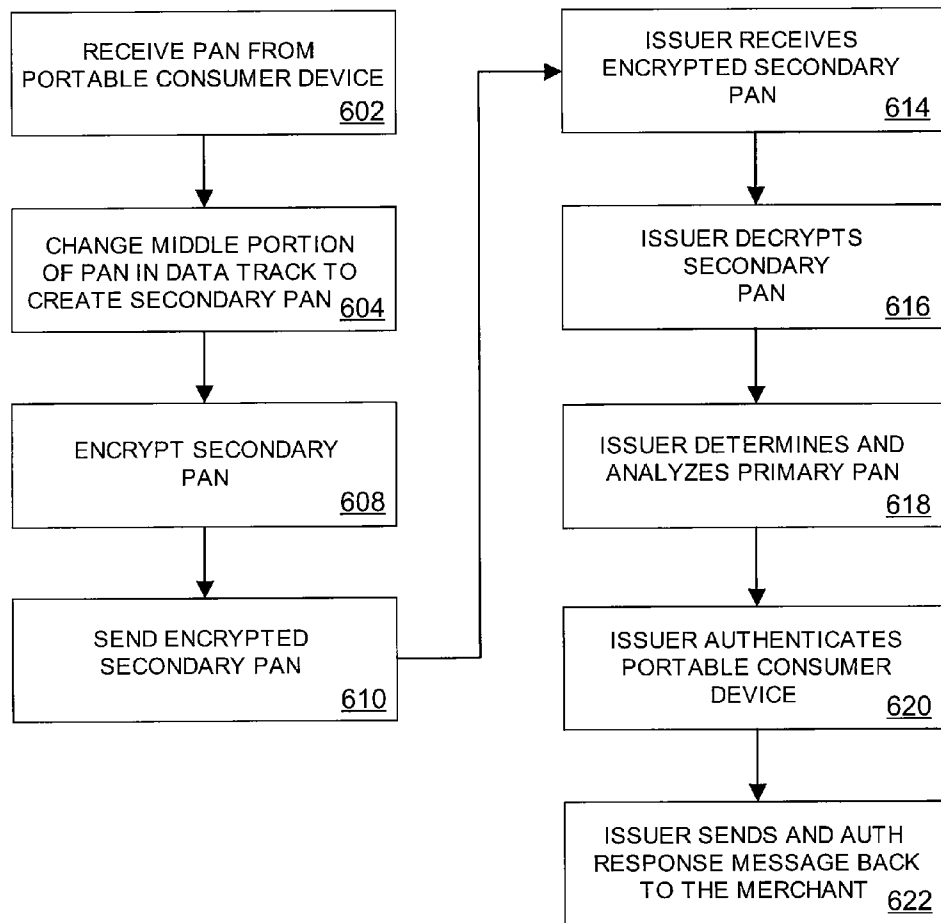 RECEIVE PAN FROM
PORTABLE CONSUMER DEVICE
602
CHANGE MIDDLE PORTION
OF PAN IN DATA TRACK TO
CREATE SECONDARY PAN
604
ENCRYPT SECONDARY
PAN
608
SEND ENCRYPTED
SECONDARY PAN
610
ISSUER RECEIVES
ENCRYPTED SECONDARY
PAN
614
ISSUER DECRYPTS
SECONDARY
PAN
616
ISSUER DETERMINES AND
ANALYZES PRIMARY PAN
618
ISSUER AUTHENTICATES
PORTABLE CONSUMER
DEVICE
620
ISSUER SENDS AND AUTH
RESPONSE MESSAGE BACK
TO THE MERCHANT
622